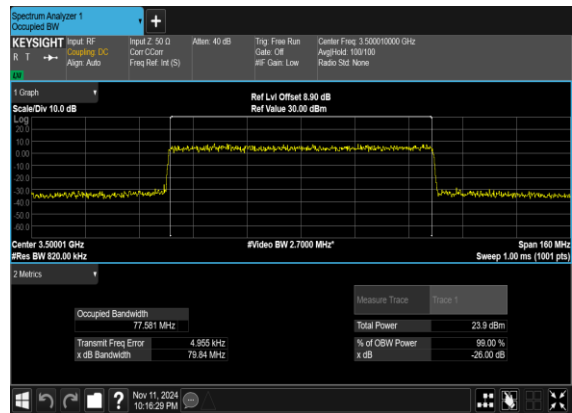 Spectrum Analyzer 1
Occupied BW
KEYSIGHT
R T
Input: RF
Coupling: DC
Align: Auto
Input Z: 50 Ω
Corr CCorr
Freq Ref: Int (S)
Atten: 40 dB
Trig: Free Run
Gate: Off
#IF Gain: Low
Center Freq: 3.500010000 GHz
Avg|Hold: 100/100
Radio Std: None
1 Graph
Scale/Div 10.0 dB
Ref Lvl Offset 8.90 dB
Ref Value 30.00 dBm
Log
20.0
10.0
0.00
-10.0
-20.0
-30.0
-40.0
-50.0
-60.0
Center 3.50001 GHz
#Res BW 820.00 kHz
#Video BW 2.7000 MHz*
Span 160 MHz
Sweep 1.00 ms (1001 pts)
2 Metrics
Measure Trace
Trace 1
Occupied Bandwidth
77.581 MHz
Total Power
23.9 dBm
Transmit Freq Error
4.955 kHz
% of OBW Power
99.00 %
x dB Bandwidth
79.84 MHz
x dB
-26.00 dB
Nov 11, 2024
10:16:29 PM